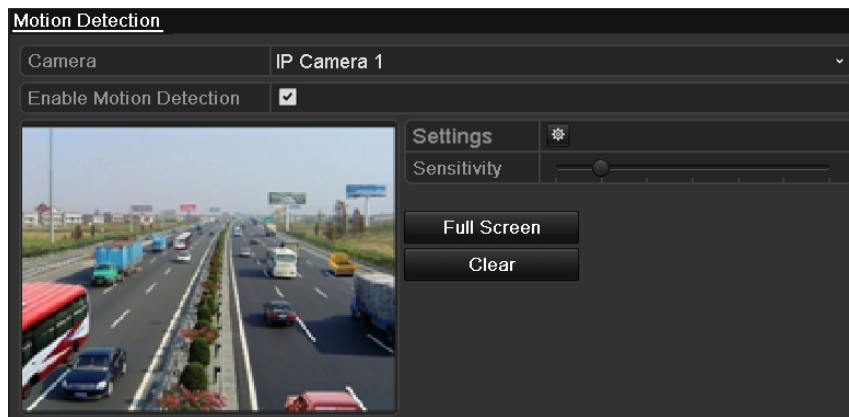 Motion Detection
Camera
IP Camera 1
Enable Motion Detection
Settings
Sensitivity
Full Screen
Clear